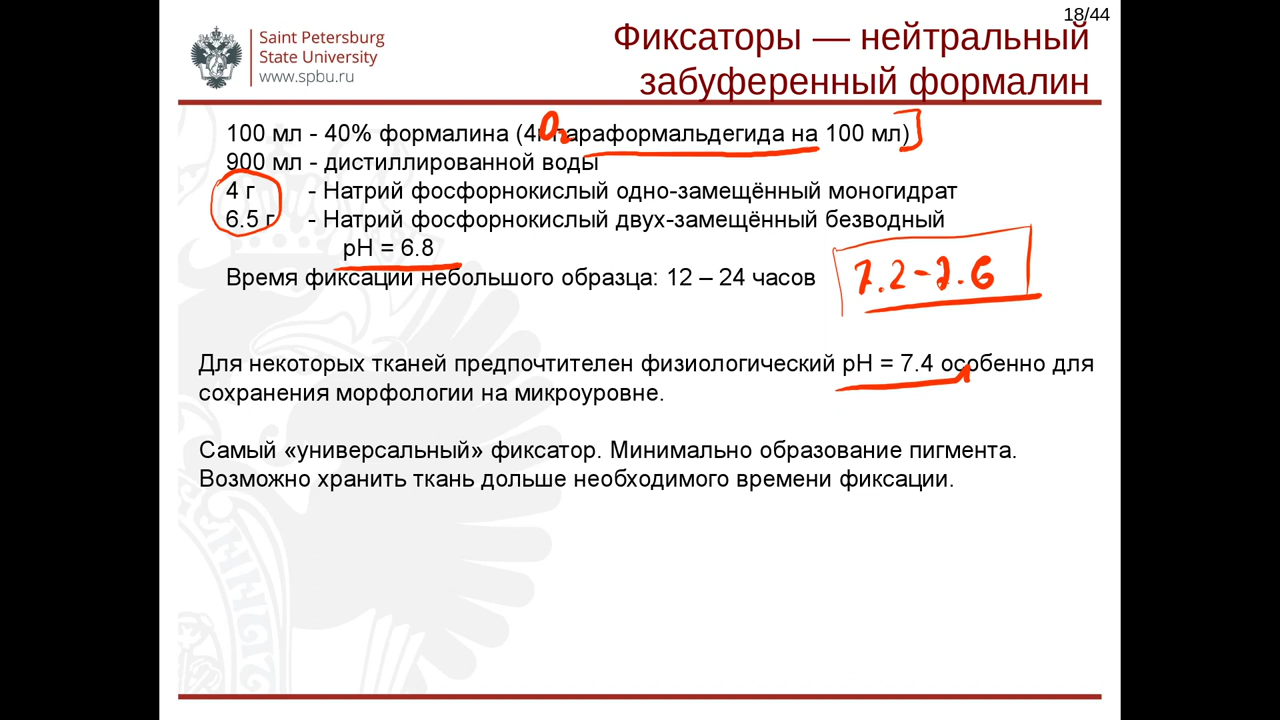 18/44
Saint Petersburg
State University
www.spbu.ru
Фиксаторы — нейтральный
забуференный формалин
100 мл - 40% формалина (4г параформальдегида на 100 мл)
900 мл - дистиллированной воды
4 г - Натрий фосфорнокислый одно-замещённый моногидрат
6.5 г - Натрий фосфорнокислый двух-замещённый безводный
pH = 6.8
Время фиксации небольшого образца: 12 – 24 часов
7.2-7.6
Для некоторых тканей предпочтителен физиологический pH = 7.4 особенно для
сохранения морфологии на микроуровне.
Самый «универсальный» фиксатор. Минимально образование пигмента.
Возможно хранить ткань дольше необходимого времени фиксации.